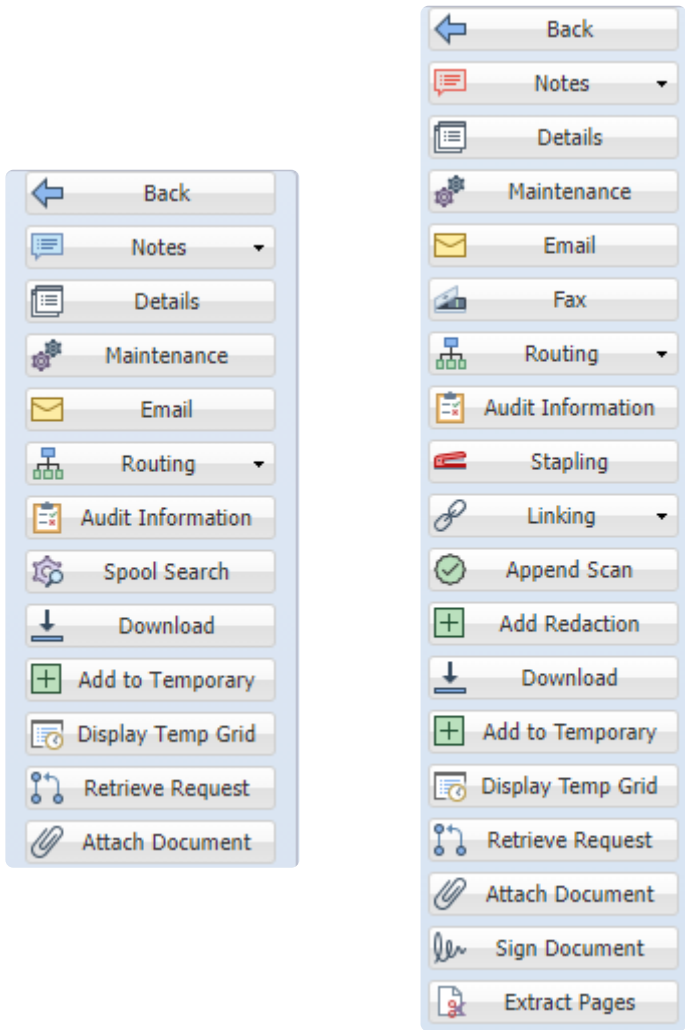 Back
Notes
Details
Maintenance
Email
Routing
Audit Information
Spool Search
Download
Add to Temporary
Display Temp Grid
Retrieve Request
Attach Document
Back
Notes
Details
Maintenance
Email
Fax
Routing
Audit Information
Stapling
Linking
Append Scan
Add Redaction
Download
Add to Temporary
Display Temp Grid
Retrieve Request
Attach Document
Sign Document
Extract Pages